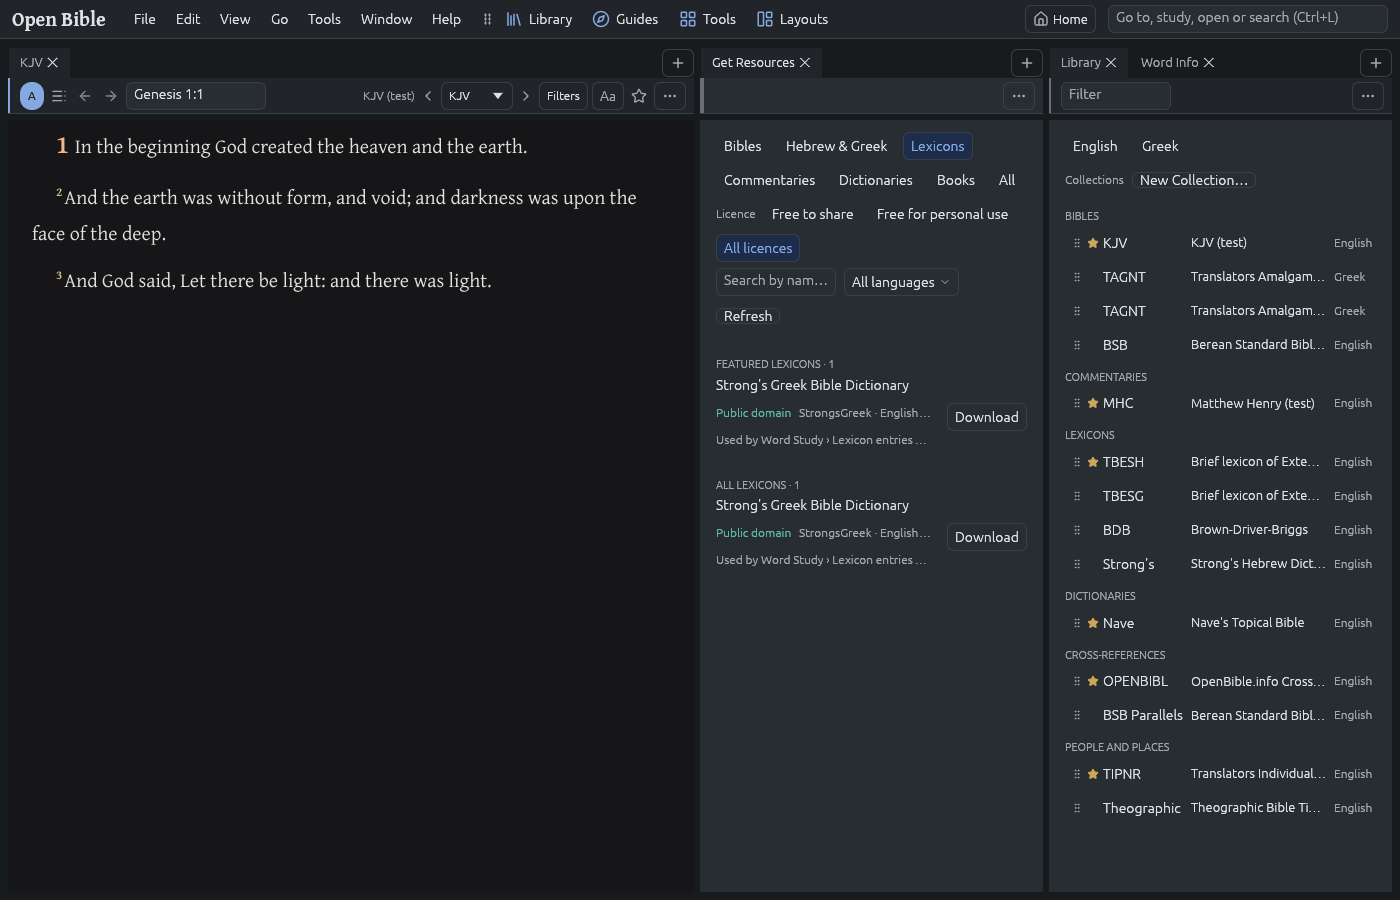 Open Bible File Edit View Go Tools Window Help Library Guides Tools Layouts Home Go to, study, open or search (Ctrl+L)
KJV
A Genesis 1:1 KJV (test) KJV Filters Aa ...
1 In the beginning God created the heaven and the earth.
2 And the earth was without form, and void; and darkness was upon the
face of the deep.
3 And God said, Let there be light: and there was light.
Get Resources
...
Bibles Hebrew & Greek Lexicons
Commentaries Dictionaries Books All
Licence Free to share Free for personal use
All licences
Search by nam... All languages
Refresh
FEATURED LEXICONS · 1
Strong's Greek Bible Dictionary
Public domain StrongsGreek · English...
Download
Used by Word Study › Lexicon entries ...
ALL LEXICONS · 1
Strong's Greek Bible Dictionary
Public domain StrongsGreek · English...
Download
Used by Word Study › Lexicon entries ...
Library Word Info
Filter ...
English Greek
Collections New Collection...
BIBLES
KJV KJV (test) English
TAGNT Translators Amalgam... Greek
TAGNT Translators Amalgam... Greek
BSB Berean Standard Bibl... English
COMMENTARIES
MHC Matthew Henry (test) English
LEXICONS
TBESH Brief lexicon of Exte... English
TBESG Brief lexicon of Exte... English
BDB Brown-Driver-Briggs English
Strong's Strong's Hebrew Dict... English
DICTIONARIES
Nave Nave's Topical Bible English
CROSS-REFERENCES
OPENBIBL OpenBible.info Cross... English
BSB Parallels Berean Standard Bibl... English
PEOPLE AND PLACES
TIPNR Translators Individual... English
Theographic Theographic Bible Ti... English